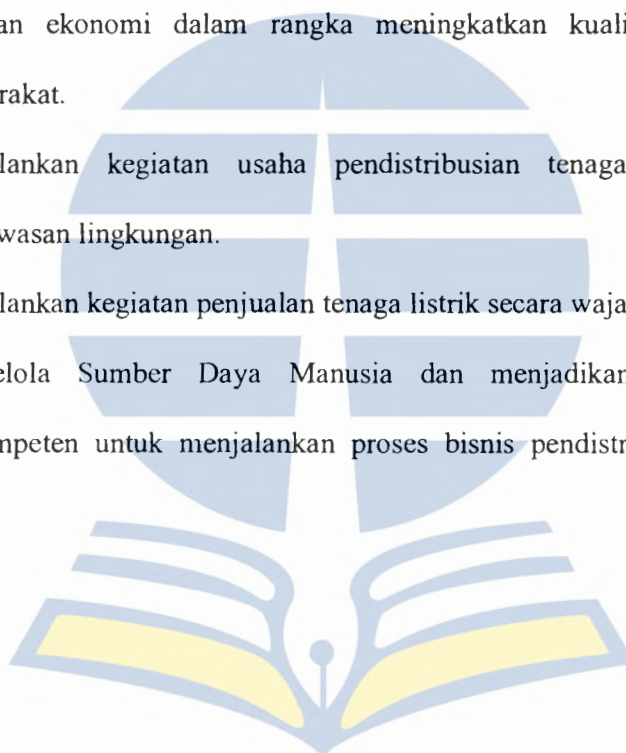 an ekonomi dalam rangka meningkatkan kuali
rakat.
lankan kegiatan usaha pendistribusian tenaga
wasan lingkungan.
lankan kegiatan penjualan tenaga listrik secara waja
elola Sumber Daya Manusia dan menjadikan
mpeten untuk menjalankan proses bisnis pendistr